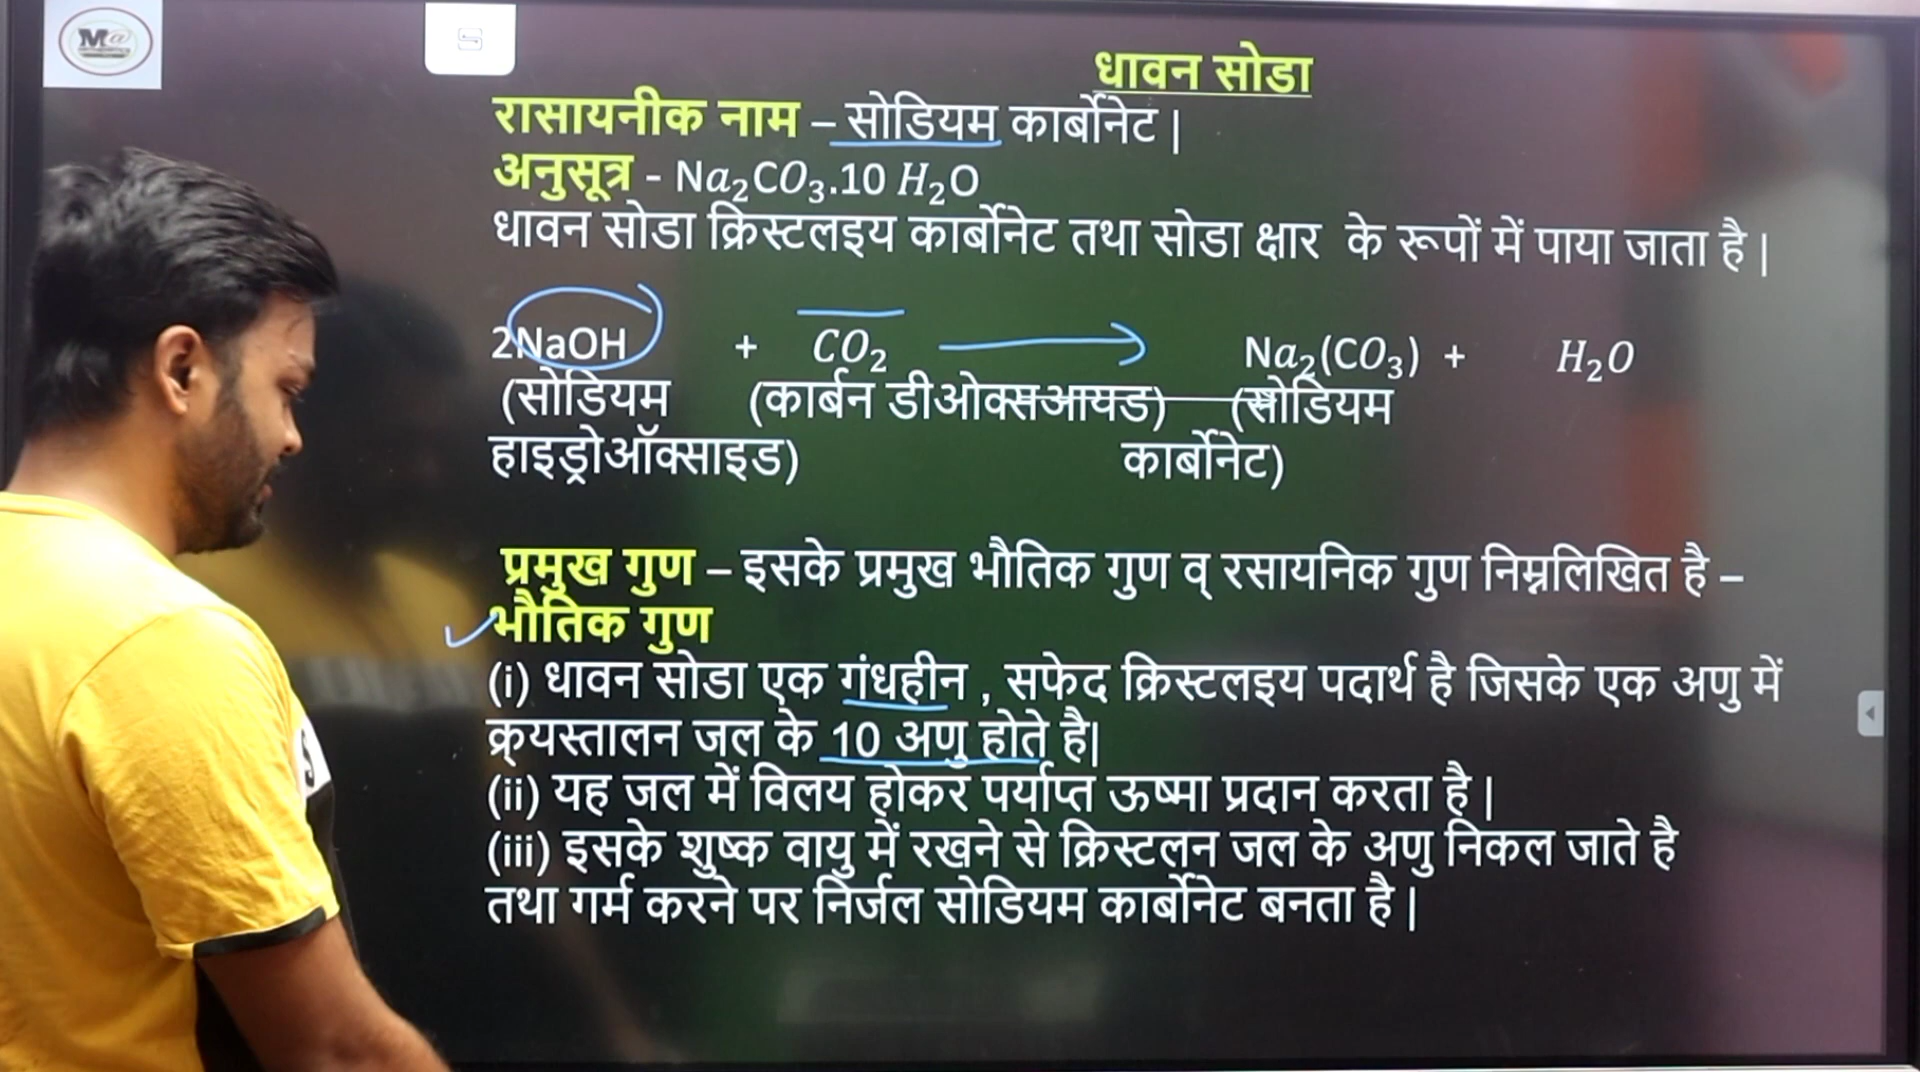 M@
धावन सोडा
रासायनीक नाम – सोडियम कार्बोनेट |
अनुसूत्र - Na₂CO₃.10 H₂O
धावन सोडा क्रिस्टलइय कार्बोनेट तथा सोडा क्षार के रूपों में पाया जाता है |
2NaOH + CO₂ → Na₂(CO₃) + H₂O
(सोडियम (कार्बन डीओक्सआयड) (सोडियम
हाइड्रोऑक्साइड) कार्बोनेट)
प्रमुख गुण – इसके प्रमुख भौतिक गुण व् रसायनिक गुण निम्नलिखित है –
भौतिक गुण
(i) धावन सोडा एक गंधहीन , सफेद क्रिस्टलइय पदार्थ है जिसके एक अणु में
क्र्यस्तालन जल के 10 अणु होते है|
(ii) यह जल में विलय होकर पर्याप्त ऊष्मा प्रदान करता है |
(iii) इसके शुष्क वायु में रखने से क्रिस्टलन जल के अणु निकल जाते है
तथा गर्म करने पर निर्जल सोडियम कार्बोनेट बनता है |